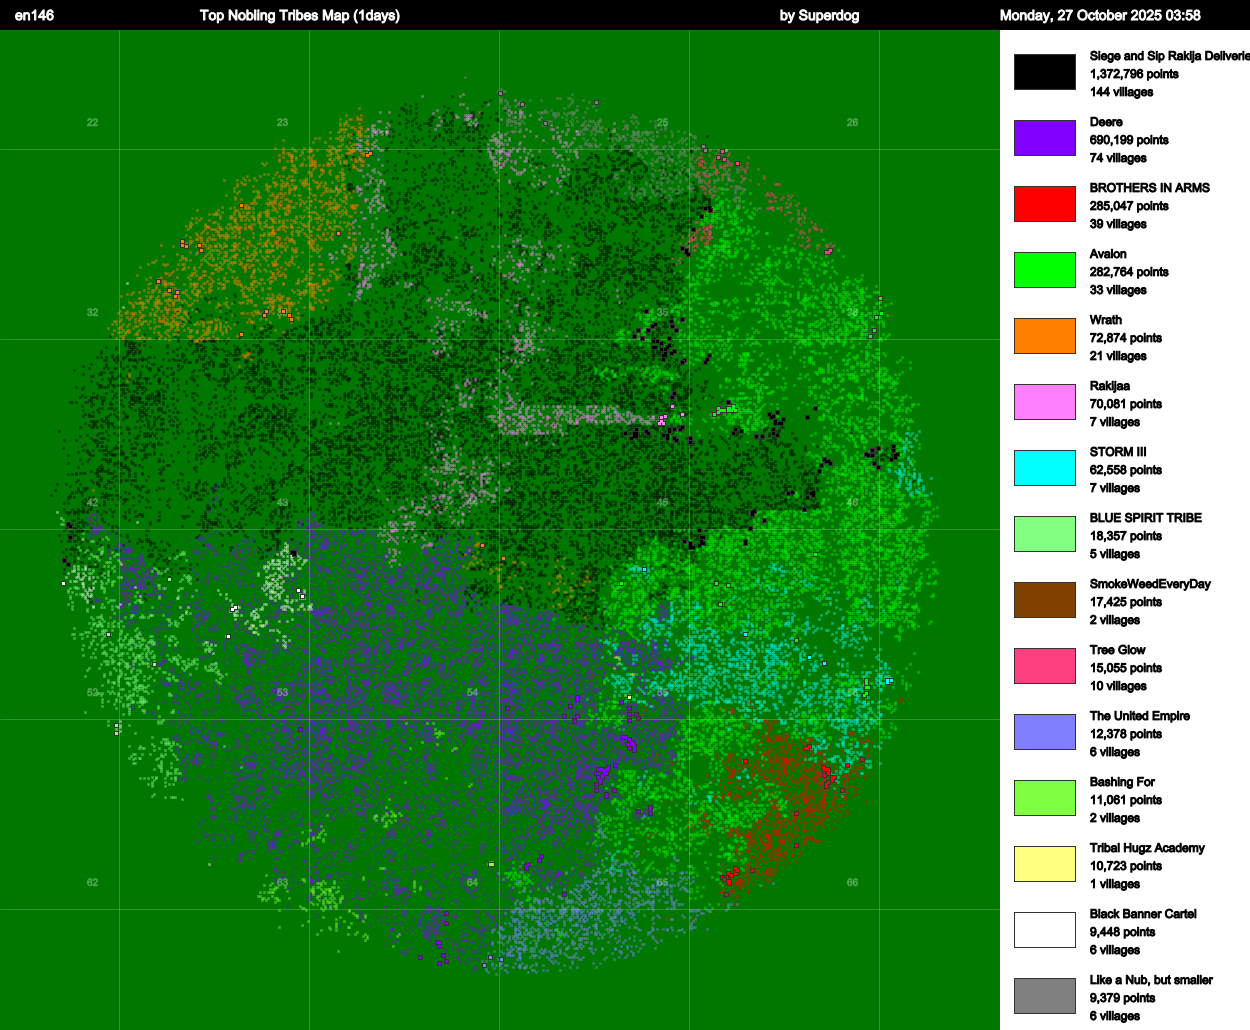 en146 Top Nobling Tribes Map (1days) by Superdog Monday, 27 October 2025 03:58
Siege and Sip Rakija Deliverie
1,372,796 points
144 villages
Deere
690,199 points
74 villages
BROTHERS IN ARMS
285,047 points
39 villages
Avalon
282,764 points
33 villages
Wrath
72,874 points
21 villages
Rakijaa
70,081 points
7 villages
STORM III
62,558 points
7 villages
BLUE SPIRIT TRIBE
18,357 points
5 villages
SmokeWeedEveryDay
17,425 points
2 villages
Tree Glow
15,055 points
10 villages
The United Empire
12,378 points
6 villages
Bashing For
11,061 points
2 villages
Tribal Hugz Academy
10,723 points
1 villages
Black Banner Cartel
9,448 points
6 villages
Like a Nub, but smaller
9,379 points
6 villages
22 23 24 25 26
32 35
42 43 45 46
52 53 54 55
62 63 64 65 66